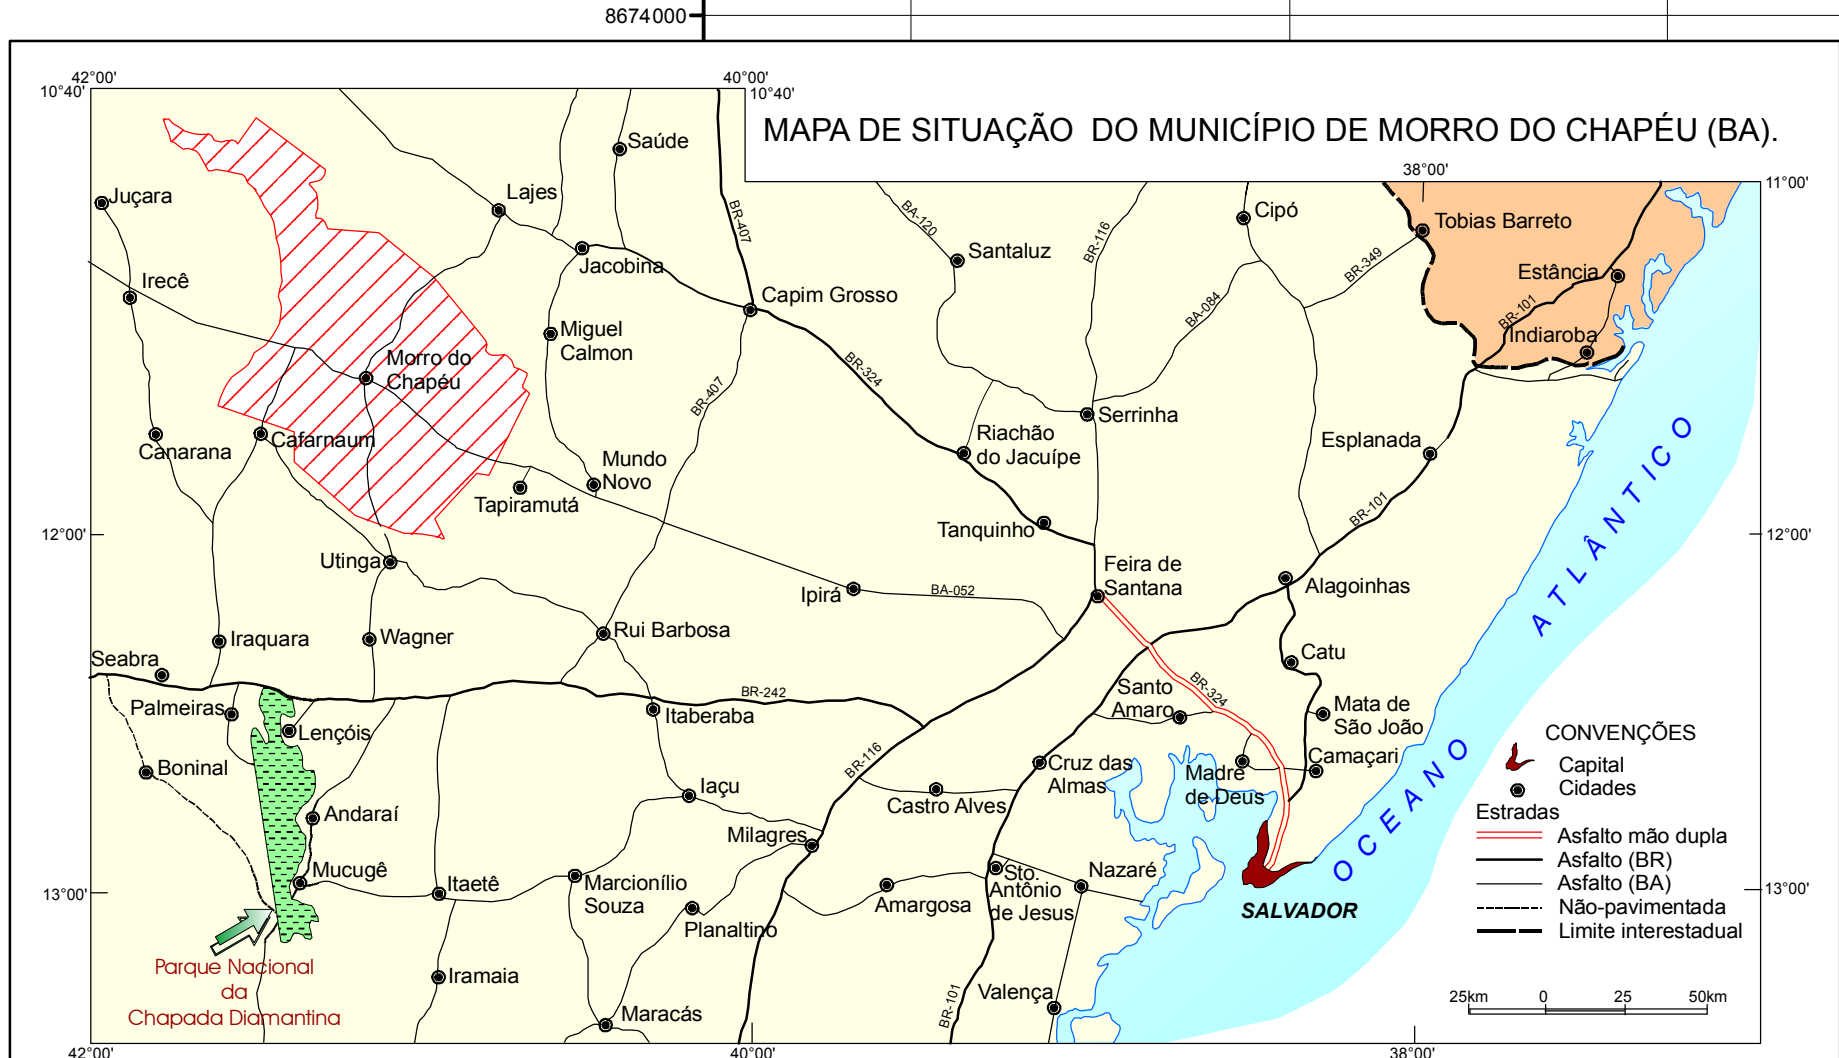 8674000
42°00'
40°00'
10°40'
10°40'
MAPA DE SITUAÇÃO DO MUNICÍPIO DE MORRO DO CHAPÉU (BA).
38°00'
11°00'
Saúde
Juçara
Lajes
BR-407
BA-120
BR-116
Cipó
Tobias Barreto
Santaluz
Jacobina
BR-349
Estância
Irecê
Capim Grosso
BA-084
BR-101
Miguel
Calmon
Indiaroba
Morro do
Chapéu
BR-324
BR-407
Serrinha
Canarana
Cafarnaum
Riachão
do Jacuípe
Esplanada
Mundo
Novo
Tapiramutá
BR-101
Tanquinho
12°00'
12°00'
Utinga
Feira de
Santana
Ipirá
BA-052
Alagoinhas
OCEANO ATLÂNTICO
Iraquara
Wagner
Rui Barbosa
Seabra
Catu
BR-242
Santo
Amaro
BR-324
Palmeiras
Itaberaba
Mata de
São João
Lençóis
CONVENÇÕES
Boninal
BR-116
Cruz das
Almas
Madre
de Deus
Camaçari
Capital
Iaçu
Castro Alves
Cidades
Andaraí
Estradas
Milagres
Asfalto mão dupla
Mucugê
Itaetê
Marcionílio
Souza
Sto.
Antônio
de Jesus
Nazaré
Asfalto (BR)
13°00'
13°00'
Asfalto (BA)
Amargosa
SALVADOR
Não-pavimentada
Planaltino
Limite interestadual
Parque Nacional
da
Chapada Diamantina
Iramaia
Valença
25km 0 25 50km
Maracás
BR-101
42°00'
40°00'
38°00'